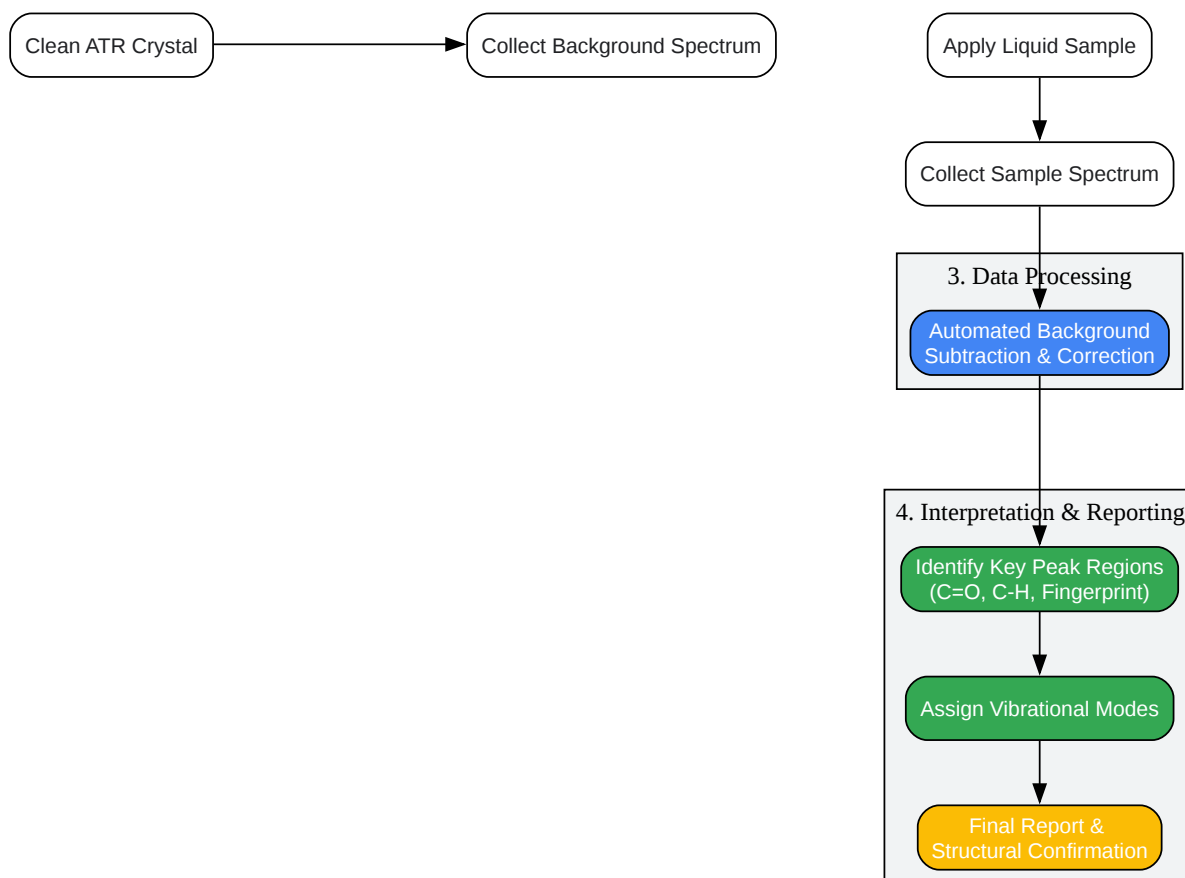 Clean ATR Crystal
Collect Background Spectrum
Apply Liquid Sample
Collect Sample Spectrum
3. Data Processing
Automated Background
Subtraction & Correction
4. Interpretation & Reporting
Identify Key Peak Regions
(C=O, C-H, Fingerprint)
Assign Vibrational Modes
Final Report &
Structural Confirmation